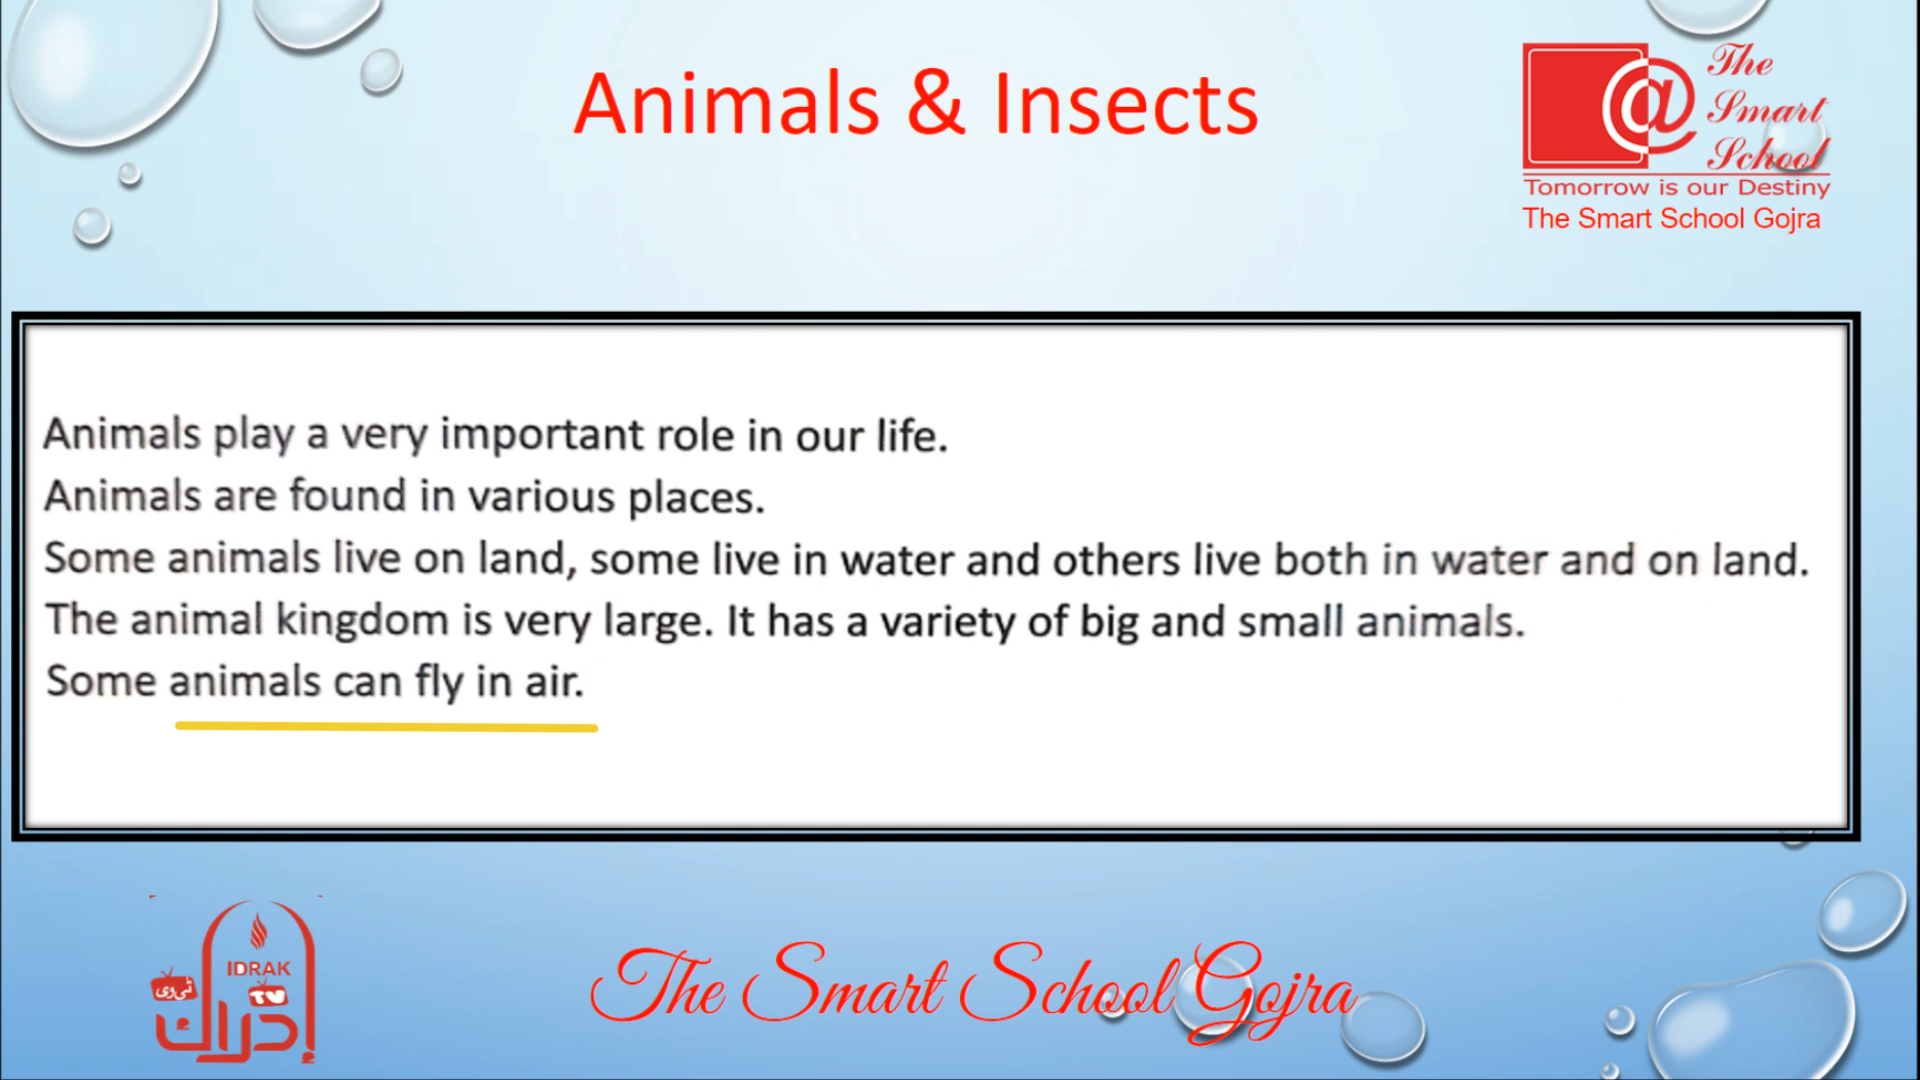 Animals & Insects
The
Smart
School
Tomorrow is our Destiny
The Smart School Gojra
Animals play a very important role in our life.
Animals are found in various places.
Some animals live on land, some live in water and others live both in water and on land.
The animal kingdom is very large. It has a variety of big and small animals.
Some animals can fly in air.
IDRAK
ٹی وی
TV
إدراك
The Smart School Gojra